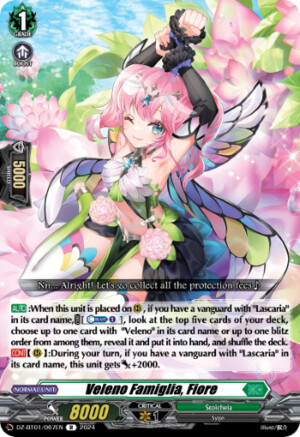 1
GRADE
BOOST
5000
SHIELD
Nn... Alright! Let's go collect all the protection fees♪
AUTO:When this unit is placed on R, if you have a vanguard with "Lascaria"
in its card name, look at the top five cards of your deck,
choose up to one card with "Veleno" in its card name or up to one blitz
order from among them, reveal it and put it into hand, and shuffle the deck.
CONT:During your turn, if you have a vanguard with "Lascaria" in
its card name, this unit gets +2000.
NORMAL UNIT
Veleno Famiglia, Fiore
D-BT01/067EN R 2024
POWER
8000
CRITICAL
1
Stoicheia
Sylph